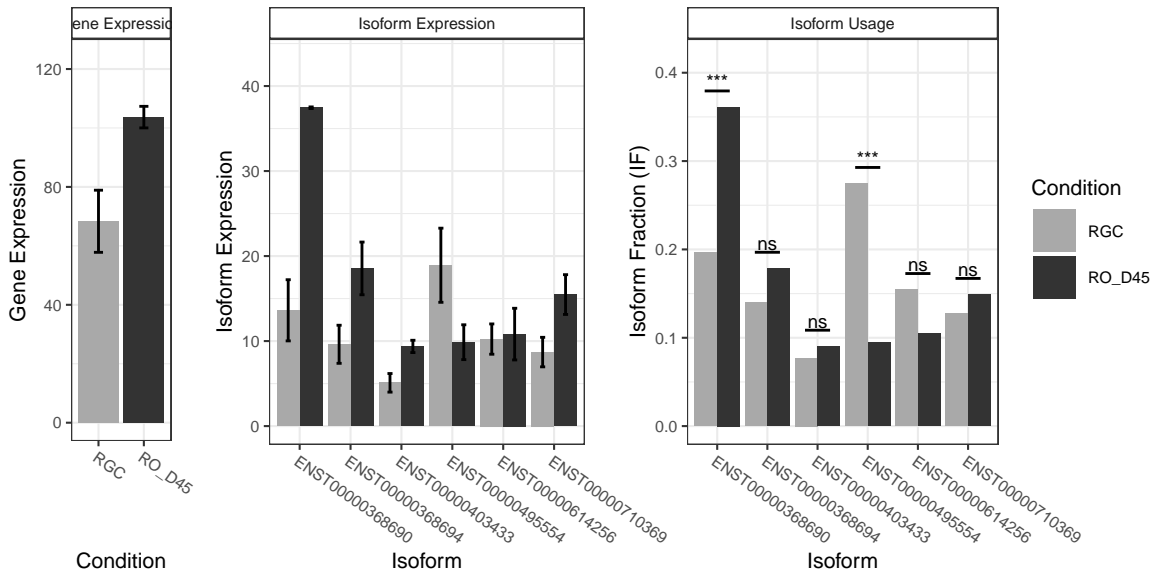 ene Expressio
Isoform Expression
Isoform Usage
Gene Expression
120
80
40
0
RGC
RO_D45
Condition
Isoform Expression
40
30
20
10
0
ENST00000368690
ENST00000368694
ENST00000403433
ENST00000495554
ENST00000614256
ENST00000710369
Isoform
Isoform Fraction (IF)
0.4
0.3
0.2
0.1
0.0
***
ns
ns
***
ns
ns
ENST00000368690
ENST00000368694
ENST00000403433
ENST00000495554
ENST00000614256
ENST00000710369
Isoform
Condition
RGC
RO_D45